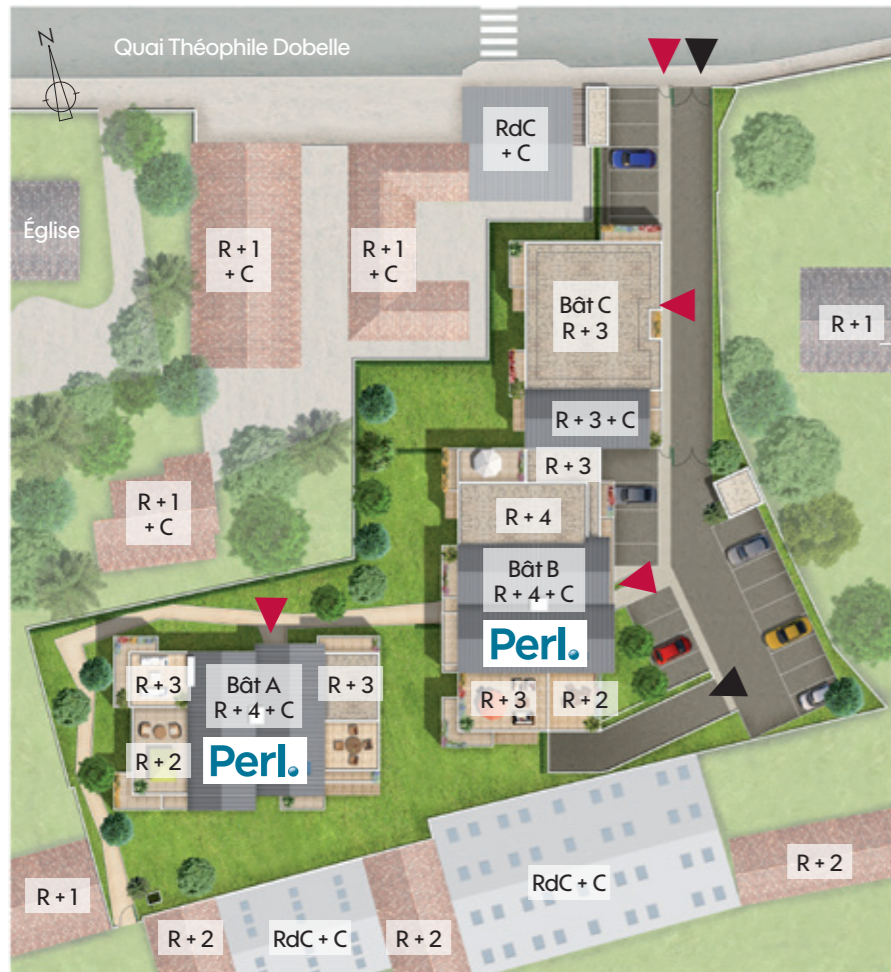 N
Quai Théophile Dobelle
RdC
+ C
Église
R + 1
+ C
R + 1
+ C
Bât C
R + 3
R + 1
R + 3 + C
R + 3
R + 1
+ C
R + 4
Bât B
R + 4 + C
Perl.
R + 3
Bât A
R + 4 + C
R + 3
R + 3
R + 2
R + 2
Perl.
R + 2
RdC + C
R + 1
R + 2
RdC + C
R + 2